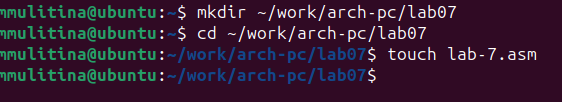 mmulitina@ubuntu:~$ mkdir ~/work/arch-pc/lab07
mmulitina@ubuntu:~$ cd ~/work/arch-pc/lab07
mmulitina@ubuntu:~/work/arch-pc/lab07$ touch lab-7.asm
mmulitina@ubuntu:~/work/arch-pc/lab07$